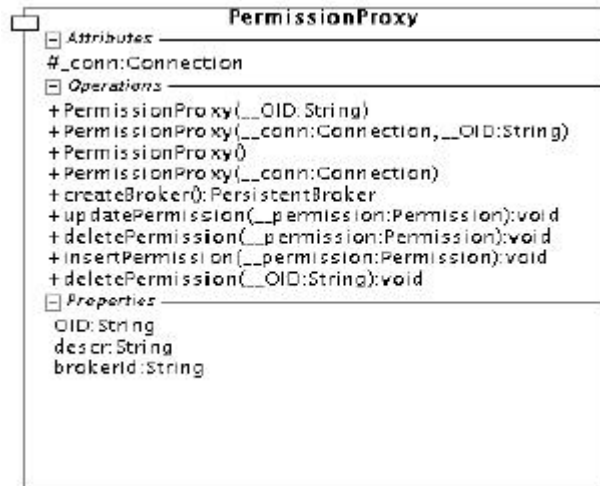 PermissionProxy
Attributes
#_conn:Connection
Operations
+PermissionProxy(__OID:String)
+PermissionProxy(__conn:Connection,__OID:String)
+PermissionProxy()
+PermissionProxy(__conn:Connection)
+createBroker():PersistentBroker
+updatePermission(__permission:Permission):void
+deletePermission(__permission:Permission):void
+insertPermission(__permission:Permission):void
+deletePermission(__OID:String):void
Properties
OID:String
descr:String
brokerId:String